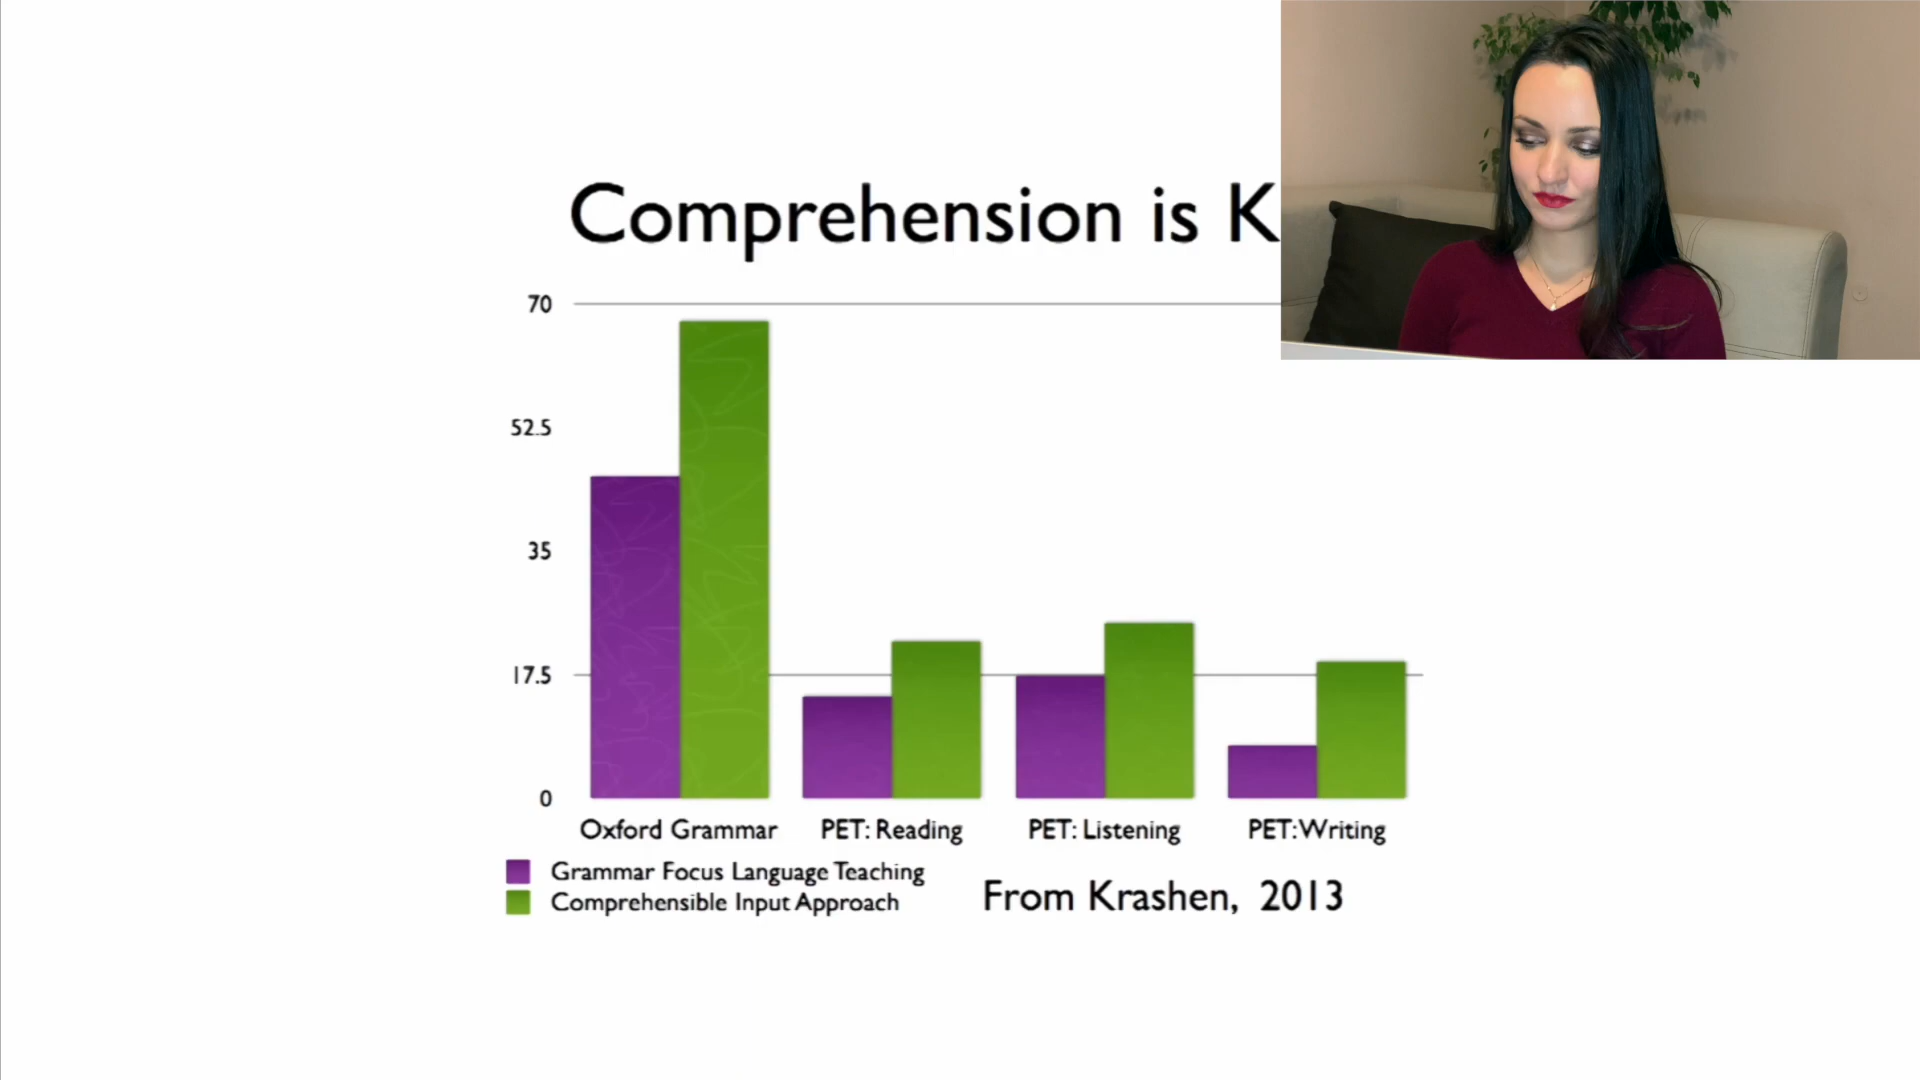 Comprehension is K
70
52.5
35
17.5
0
Oxford Grammar
PET: Reading
PET: Listening
PET: Writing
Grammar Focus Language Teaching
Comprehensible Input Approach
From Krashen, 2013